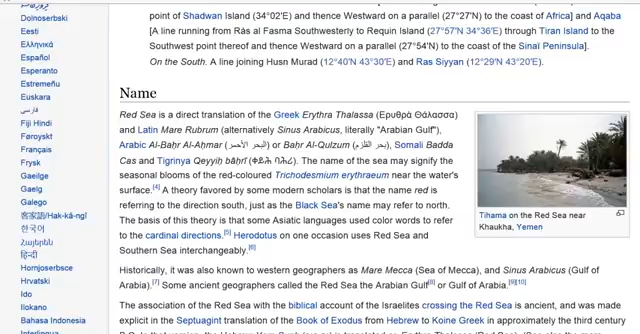 Dolnoserbski
Eesti
Ελληνικά
Español
Esperanto
Estremeñu
Euskara
فارسی
Fiji Hindi
Føroyskt
Français
Frysk
Gaeilge
Gaelg
Galego
客家語/Hak-kâ-ngî
한국어
Հայերեն
हिन्दी
Hornjoserbsce
Hrvatski
Ido
Ilokano
Bahasa Indonesia
Interlingua
point of Shadwan Island (34°02'E) and thence Westward on a parallel (27°27'N) to the coast of Africa] and Aqaba
[A line running from Râs al Fasma Southwesterly to Requin Island (27°57'N 34°36'E) through Tiran Island to the
Southwest point thereof and thence Westward on a parallel (27°54'N) to the coast of the Sinaï Peninsula].
On the South. A line joining Husn Murad (12°40'N 43°30'E) and Ras Siyyan (12°29'N 43°20'E).
Name
Red Sea is a direct translation of the Greek Erythra Thalassa (Ερυθρὰ Θάλασσα)
and Latin Mare Rubrum (alternatively Sinus Arabicus, literally "Arabian Gulf"),
Arabic Al-Baḥr Al-Aḥmar (البحر الأحمر) or Baḥr Al-Qulzum (بحر القلزم), Somali Badda
Cas and Tigrinya Qeyyiḥ bāḥrī (ቀይሕ ባሕሪ). The name of the sea may signify the
seasonal blooms of the red-coloured Trichodesmium erythraeum near the water's
surface.[4] A theory favored by some modern scholars is that the name red is
referring to the direction south, just as the Black Sea's name may refer to north.
The basis of this theory is that some Asiatic languages used color words to refer
to the cardinal directions.[5] Herodotus on one occasion uses Red Sea and
Southern Sea interchangeably.[6]
Tihama on the Red Sea near
Khaukha, Yemen
Historically, it was also known to western geographers as Mare Mecca (Sea of Mecca), and Sinus Arabicus (Gulf of
Arabia).[7] Some ancient geographers called the Red Sea the Arabian Gulf[8] or Gulf of Arabia.[9][10]
The association of the Red Sea with the biblical account of the Israelites crossing the Red Sea is ancient, and was made
explicit in the Septuagint translation of the Book of Exodus from Hebrew to Koine Greek in approximately the third century